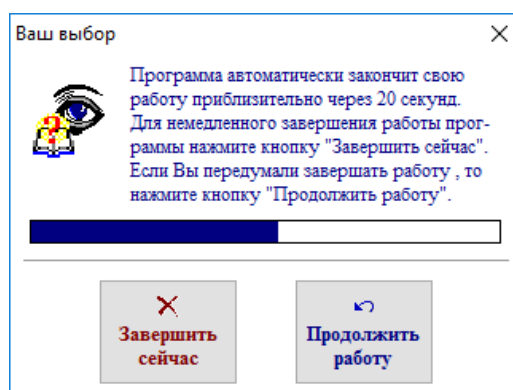 Ваш выбор
Программа автоматически закончит свою
работу приблизительно через 20 секунд.
Для немедленного завершения работы прог-
раммы нажмите кнопку "Завершить сейчас".
Если Вы передумали завершать работу , то
нажмите кнопку "Продолжить работу".
Завершить
сейчас
Продолжить
работу